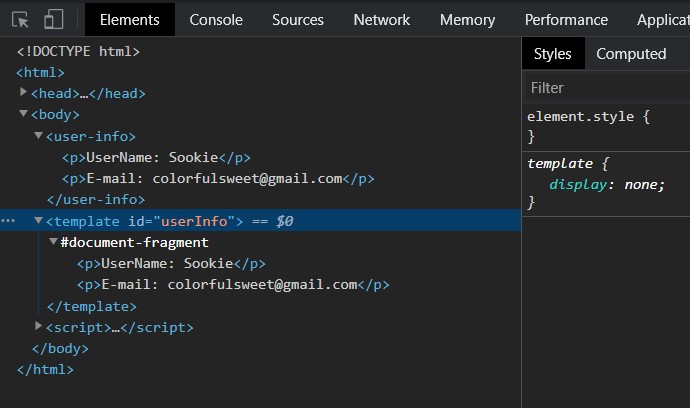 Elements Console Sources Network Memory Performance Applicat
<!DOCTYPE html>
<html>
<head>…</head>
<body>
<user-info>
<p>UserName: Sookie</p>
<p>E-mail: colorfulsweet@gmail.com</p>
</user-info>
<template id="userInfo"> == $0
#document-fragment
<p>UserName: Sookie</p>
<p>E-mail: colorfulsweet@gmail.com</p>
</template>
<script>…</script>
</body>
</html>
Styles Computed
Filter
element.style {
}
template {
display: none;
}